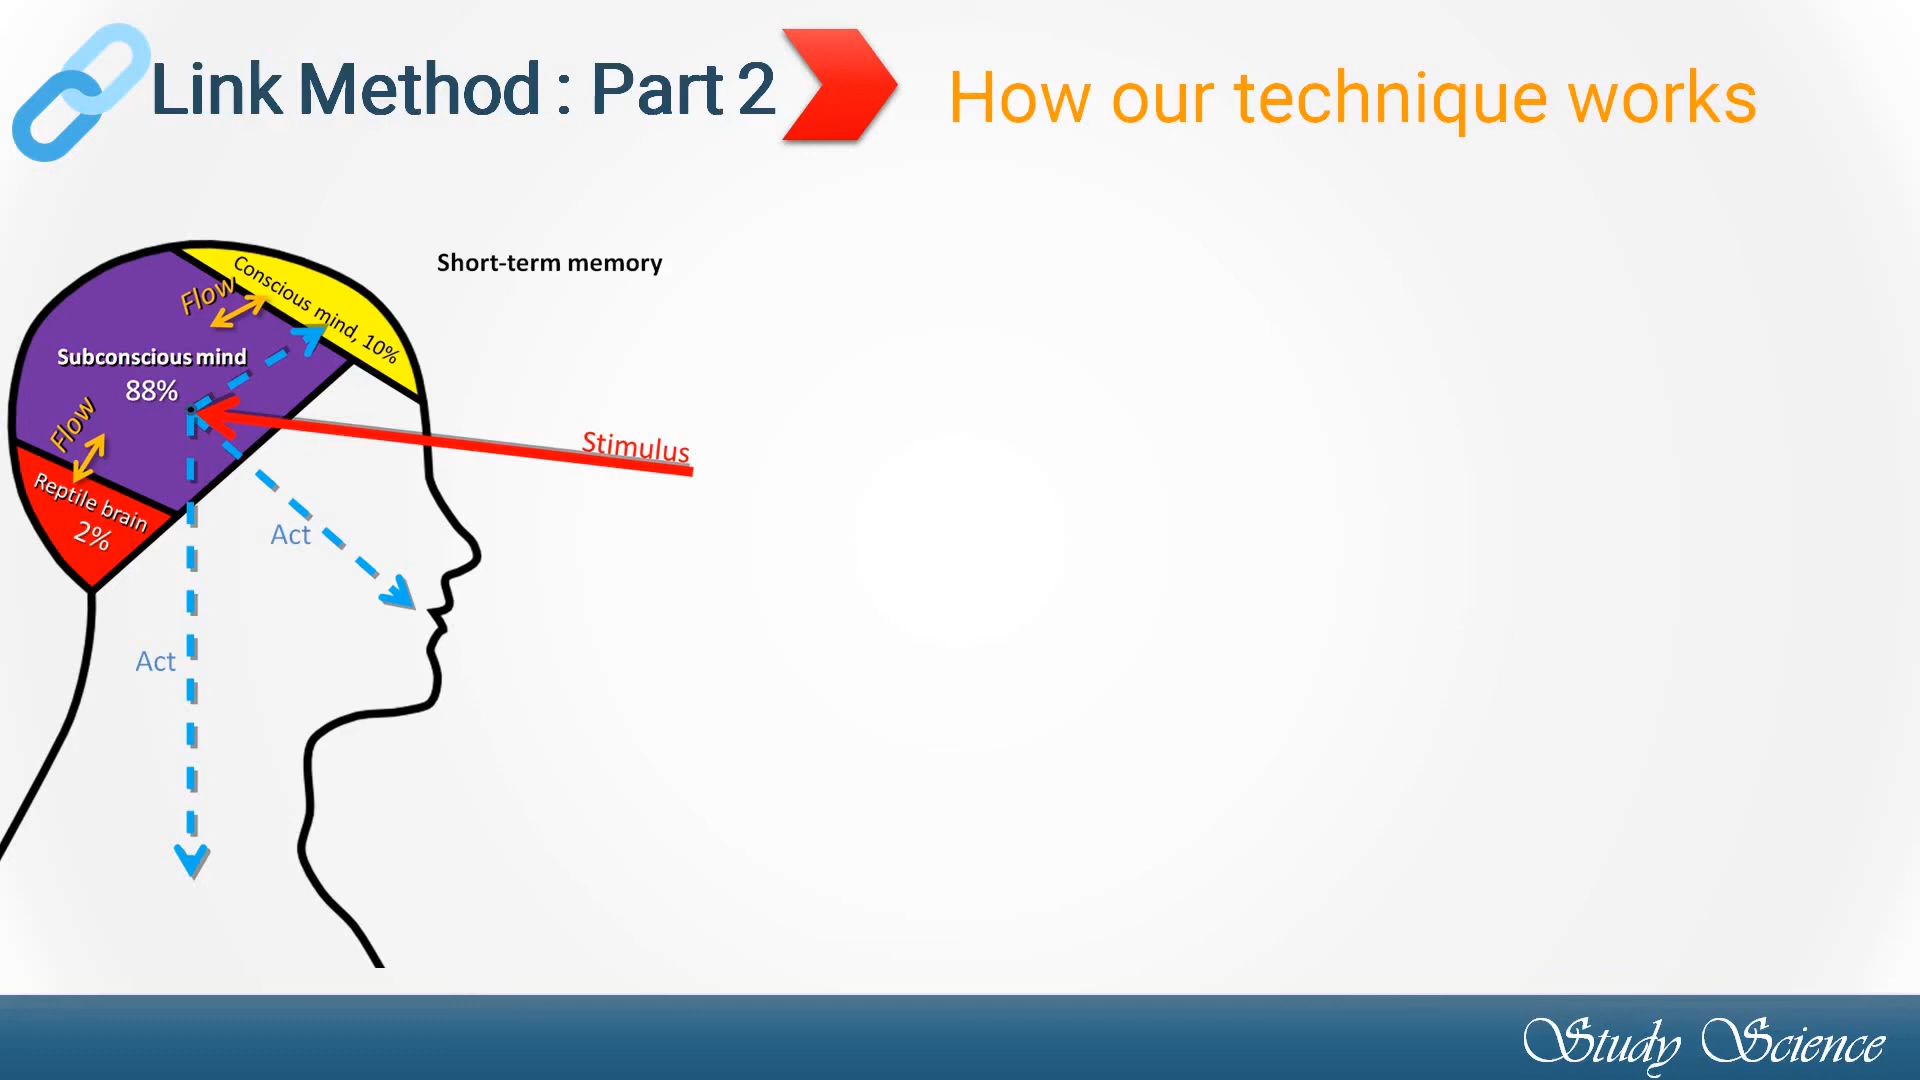 Link Method : Part 2
How our technique works
Short-term memory
Conscious mind, 10%
Flow
Subconscious mind
88%
Flow
Stimulus
Reptile brain
2%
Act
Act
Study Science